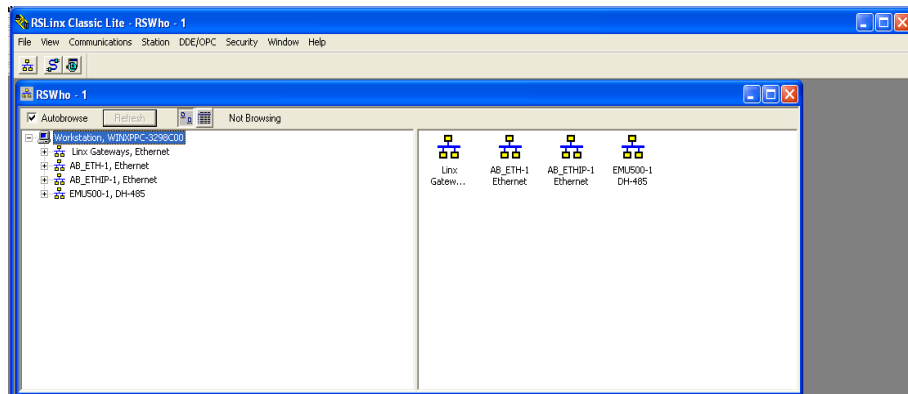 RSLinx Classic Lite - RSWho - 1
File View Communications Station DDE/OPC Security Window Help
RSWho - 1
Autobrowse Refresh Not Browsing
Workstation, WINXPPC-3298C00
Linx Gateways, Ethernet
AB_ETH-1, Ethernet
AB_ETHIP-1, Ethernet
EMU500-1, DH-485
Linx Gatew...
AB_ETH-1 Ethernet
AB_ETHIP-1 Ethernet
EMU500-1 DH-485